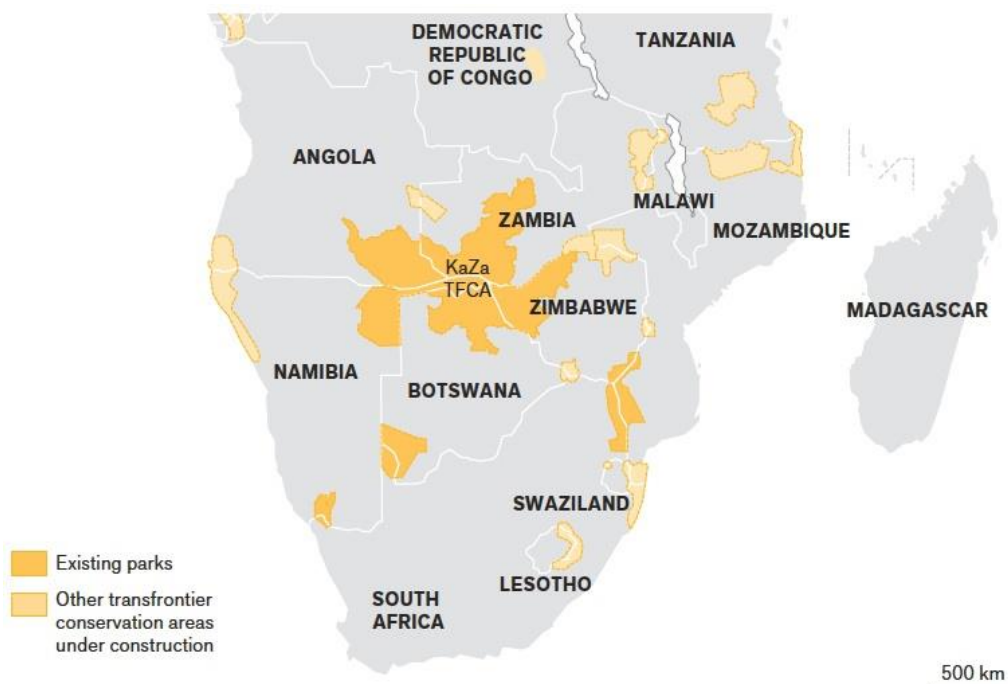 DEMOCRATIC
REPUBLIC
OF CONGO
TANZANIA
ANGOLA
ZAMBIA
MALAWI
MOZAMBIQUE
KaZa
TFCA
ZIMBABWE
MADAGASCAR
NAMIBIA
BOTSWANA
SWAZILAND
LESOTHO
SOUTH
AFRICA
Existing parks
Other transfrontier
conservation areas
under construction
500 km